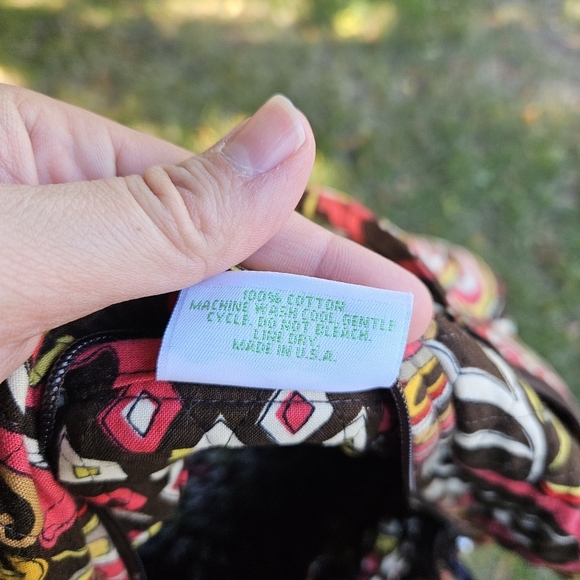 100% COTTON
MACHINE WASH COOL, GENTLE
CYCLE. DO NOT BLEACH.
LINE DRY.
MADE IN U.S.A.